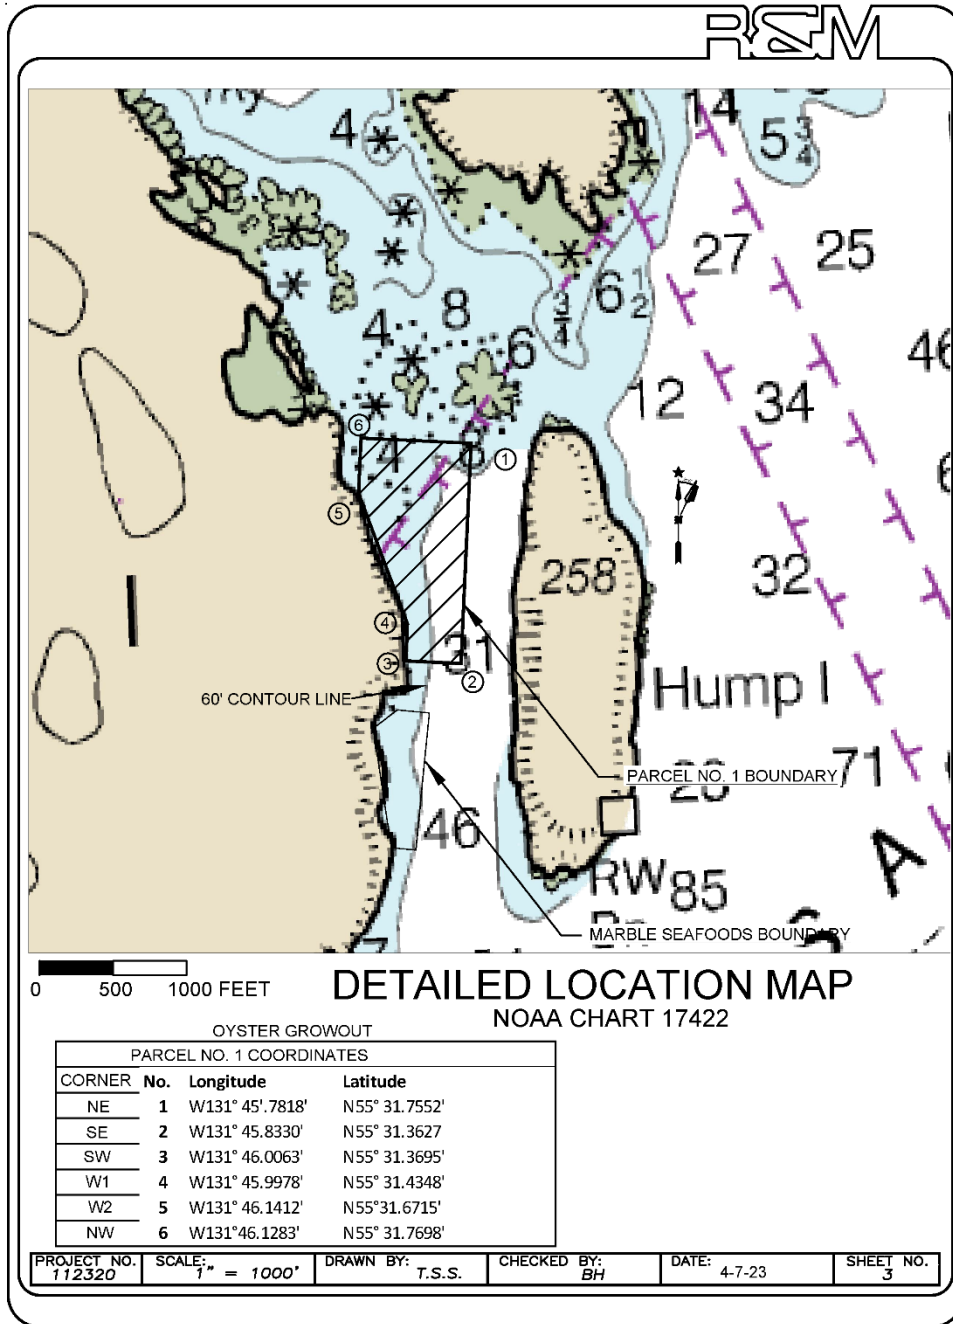 R&M
14
4
5 3/4
27
25
6 1/2
8
3/4
4
6
46
12
34
6
1
4
6
5
258
32
4
31
3
2
60' CONTOUR LINE
Hump I
71
PARCEL NO. 1 BOUNDARY
46
A
RW
85
MARBLE SEAFOODS BOUNDARY
7
0 500 1000 FEET
DETAILED LOCATION MAP
NOAA CHART 17422
OYSTER GROWOUT
PARCEL NO. 1 COORDINATES
CORNER No. Longitude Latitude
NE 1 W131° 45'.7818' N55° 31.7552'
SE 2 W131° 45.8330' N55° 31.3627
SW 3 W131° 46.0063' N55° 31.3695'
W1 4 W131° 45.9978' N55° 31.4348'
W2 5 W131° 46.1412' N55°31.6715'
NW 6 W131°46.1283' N55° 31.7698'
PROJECT NO. SCALE: DRAWN BY: CHECKED BY: DATE: SHEET NO.
112320 1" = 1000' T.S.S. BH 4-7-23 3